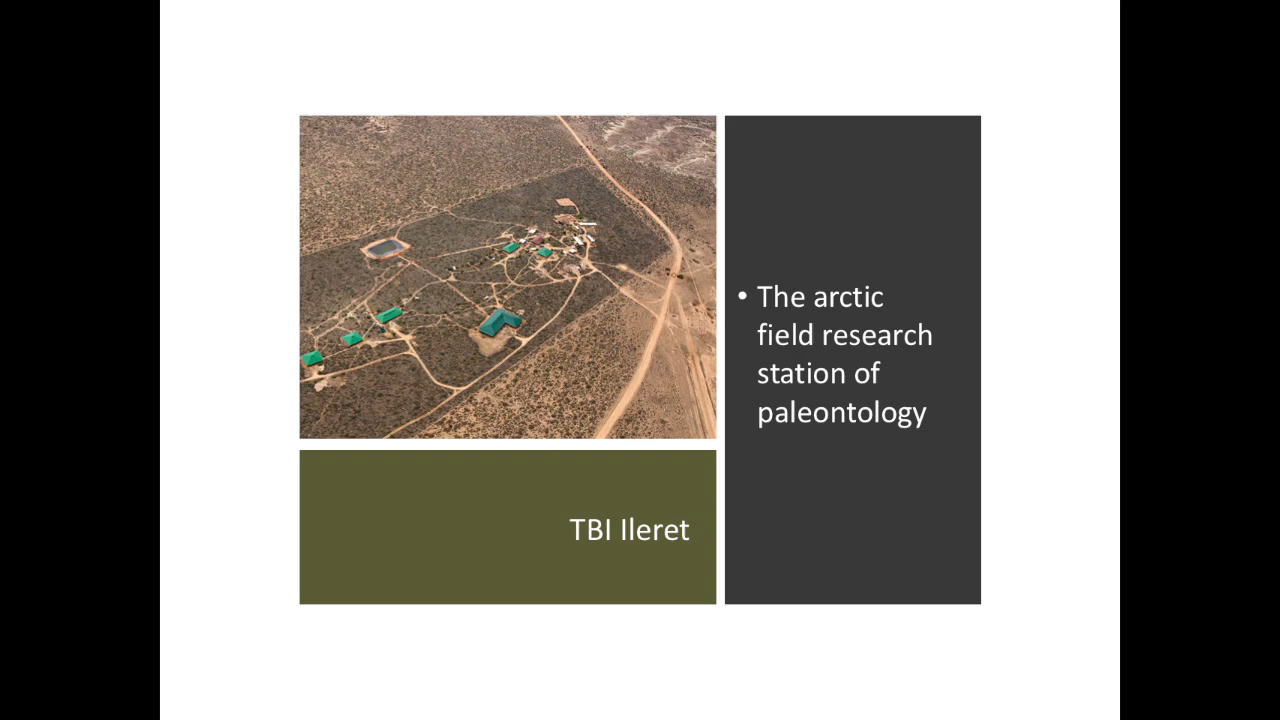 TBI Ileret
• The arctic
field research
station of
paleontology